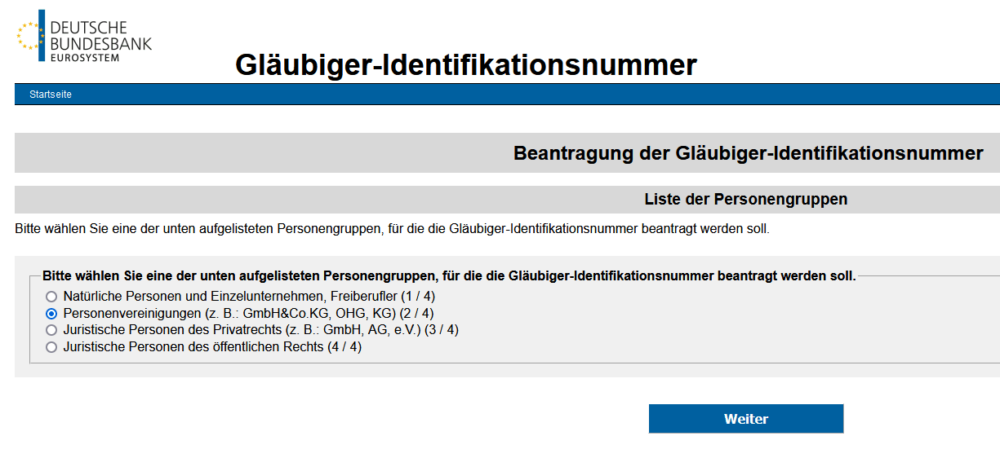 DEUTSCHE
BUNDESBANK
EUROSYSTEM
Gläubiger-Identifikationsnummer
Startseite
Beantragung der Gläubiger-Identifikationsnummer
Liste der Personengruppen
Bitte wählen Sie eine der unten aufgelisteten Personengruppen, für die die Gläubiger-Identifikationsnummer beantragt werden soll.
Bitte wählen Sie eine der unten aufgelisteten Personengruppen, für die die Gläubiger-Identifikationsnummer beantragt werden soll.
Natürliche Personen und Einzelunternehmen, Freiberufler (1 / 4)
Personenvereinigungen (z. B.: GmbH&Co.KG, OHG, KG) (2 / 4)
Juristische Personen des Privatrechts (z. B.: GmbH, AG, e.V.) (3 / 4)
Juristische Personen des öffentlichen Rechts (4 / 4)
Weiter